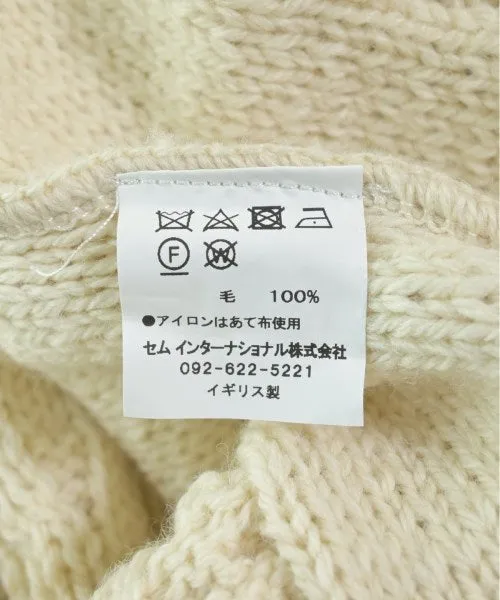 F W
毛 100%
●アイロンはあて布使用
セム インターナショナル株式会社
092-622-5221
イギリス製